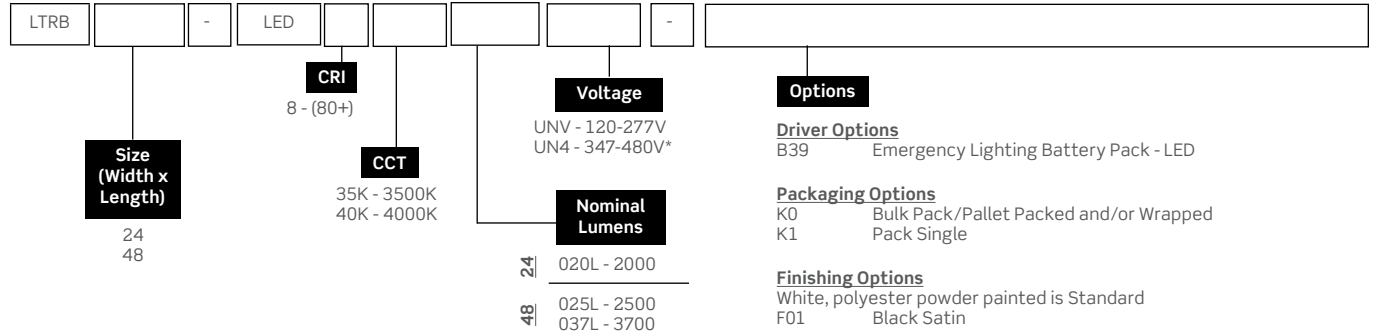 LTRB - LED -
CRI
8 - (80+)
Size
(Width x
Length)
24
48
CCT
35K - 3500K
40K - 4000K
Voltage
UNV - 120-277V
UN4 - 347-480V*
Nominal
Lumens
24 020L - 2000
48 025L - 2500
037L - 3700
Options
Driver Options
B39 Emergency Lighting Battery Pack - LED
Packaging Options
K0 Bulk Pack/Pallet Packed and/or Wrapped
K1 Pack Single
Finishing Options
White, polyester powder painted is Standard
F01 Black Satin